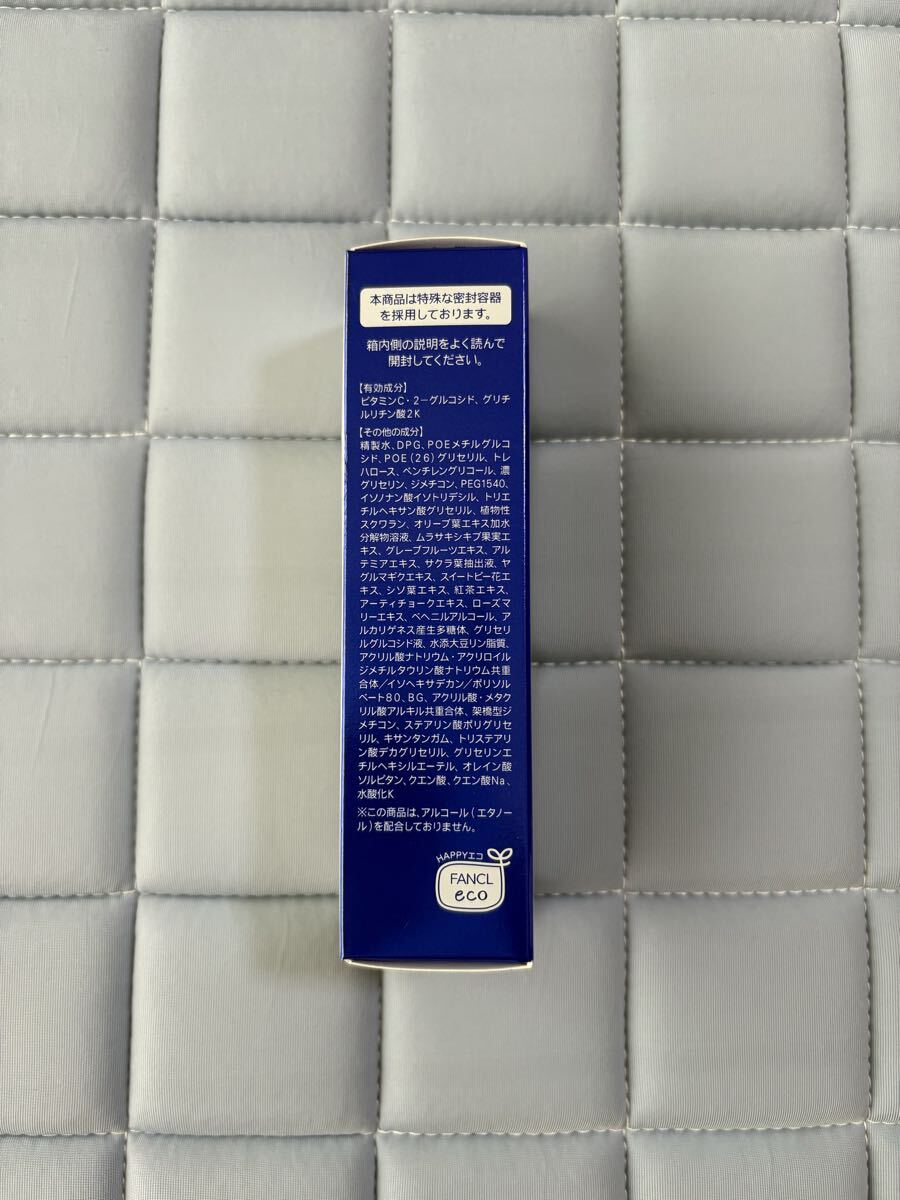 本商品は特殊な密封容器
を採用しております。
箱内側の説明をよく読んで
開封してください。
【有効成分】
ビタミンC・2-グルコシド、グリチ
ルリチン酸2K
【その他の成分】
精製水、DPG、POEメチルグルコ
シド、POE(26)グリセリル、トレ
ハロース、ペンチレングリコール、濃
グリセリン、ジメチコン、PEG1540、
イソノナン酸イソトリデシル、トリエ
チルヘキサン酸グリセリル、植物性
スクワラン、オリーブ葉エキス加水
分解物溶液、ムラサキシキブ果実エ
キス、グレープフルーツエキス、アル
テミアエキス、サクラ葉抽出液、ヤ
グルマギクエキス、スイートピー花エ
キス、シソ葉エキス、紅茶エキス、
アーティチョークエキス、ローズマ
リーエキス、ベヘニルアルコール、ア
ルカリゲネス産生多糖体、グリセリ
ルグルコシド液、水添大豆リン脂質、
アクリル酸ナトリウム・アクリロイル
ジメチルタウリン酸ナトリウム共重
合体/イソヘキサデカン/ポリソル
ベート80、BG、アクリル酸・メタク
リル酸アルキル共重合体、架橋型ジ
メチコン、ステアリン酸ポリグリセ
リル、キサンタンガム、トリステアリ
ン酸デカグリセリル、グリセリンエ
チルヘキシルエーテル、オレイン酸
ソルビタン、クエン酸、クエン酸Na、
水酸化K
※この商品は、アルコール(エタノー
ル)を配合しておりません。
HAPPYエコ
FANCL
eco